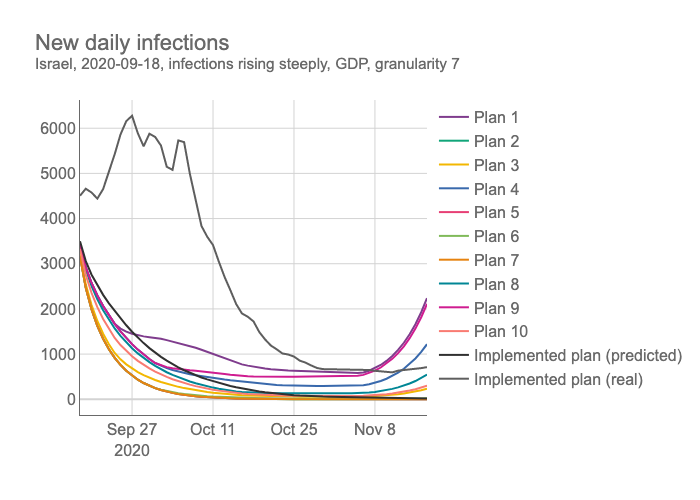 New daily infections
Israel, 2020-09-18, infections rising steeply, GDP, granularity 7
6000
5000
4000
3000
2000
1000
0
Sep 27
2020
Oct 11
Oct 25
Nov 8
Plan 1
Plan 2
Plan 3
Plan 4
Plan 5
Plan 6
Plan 7
Plan 8
Plan 9
Plan 10
Implemented plan (predicted)
Implemented plan (real)